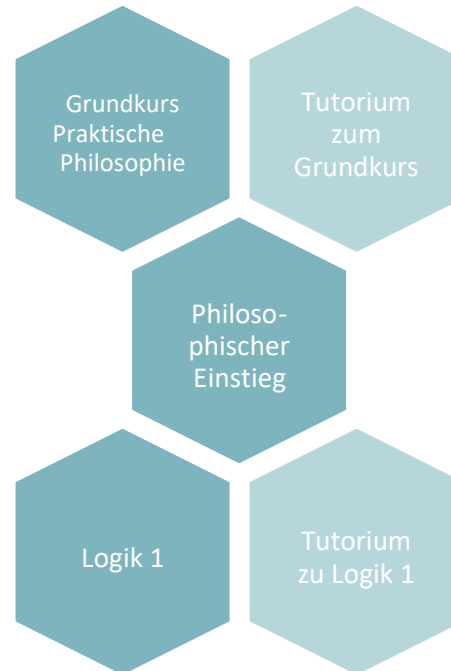 Grundkurs
Praktische
Philosophie
Tutorium
zum
Grundkurs
Philoso-
phischer
Einstieg
Logik 1
Tutorium
zu Logik 1